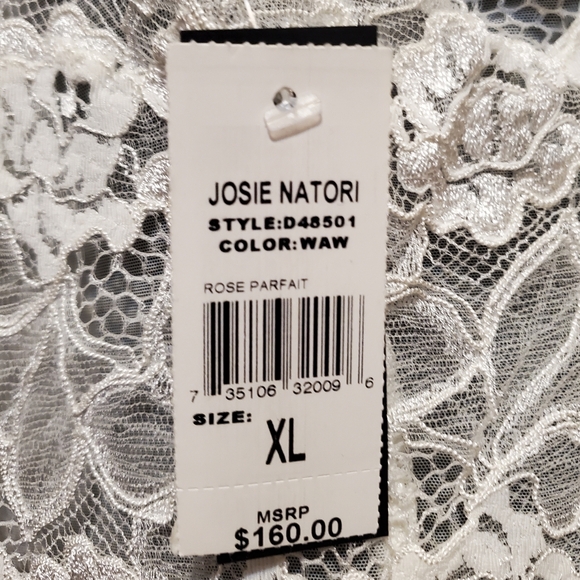 JOSIE NATORI
STYLE:D48501
COLOR:WAW
ROSE PARFAIT
7 35106 32009 6
SIZE:
XL
MSRP
$160.00